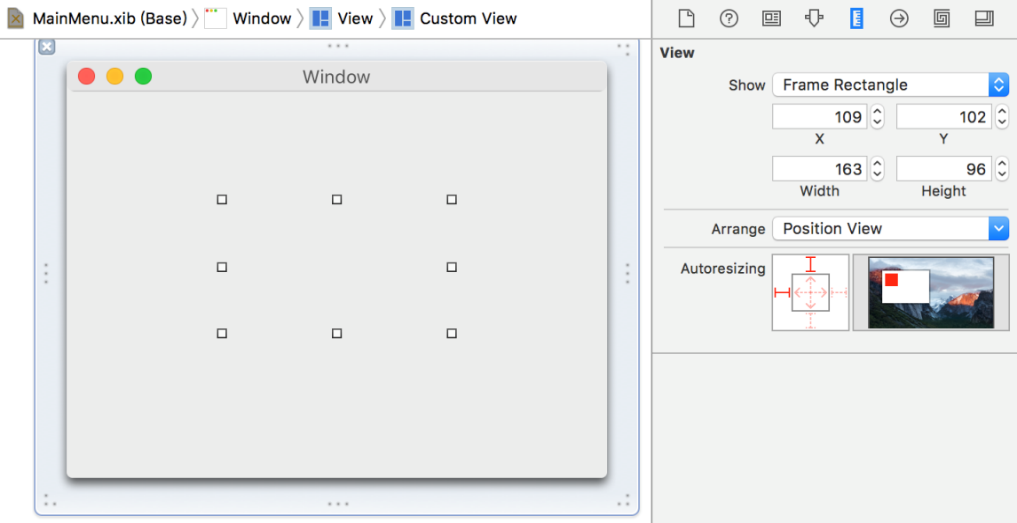 MainMenu.xib (Base) Window View Custom View
Window
View
Show Frame Rectangle
109 102
X Y
163 96
Width Height
Arrange Position View
Autoresizing